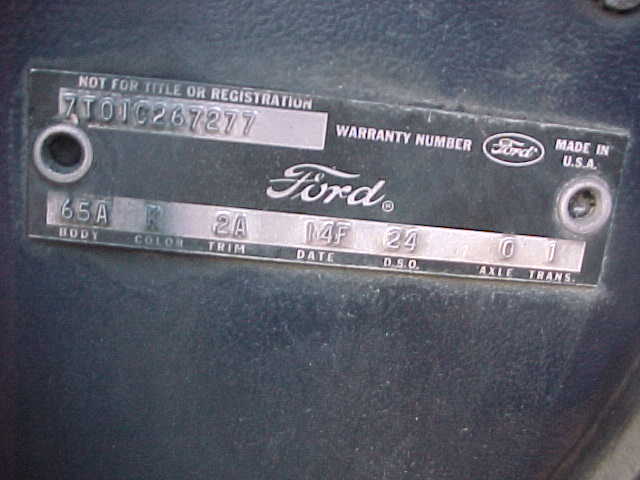 NOT FOR TITLE OR REGISTRATION
7T01C267277
WARRANTY NUMBER Ford MADE IN U.S.A.
Ford®
65A K 2A 14F 24 0 1
BODY COLOR TRIM DATE D.S.O. AXLE TRANS.